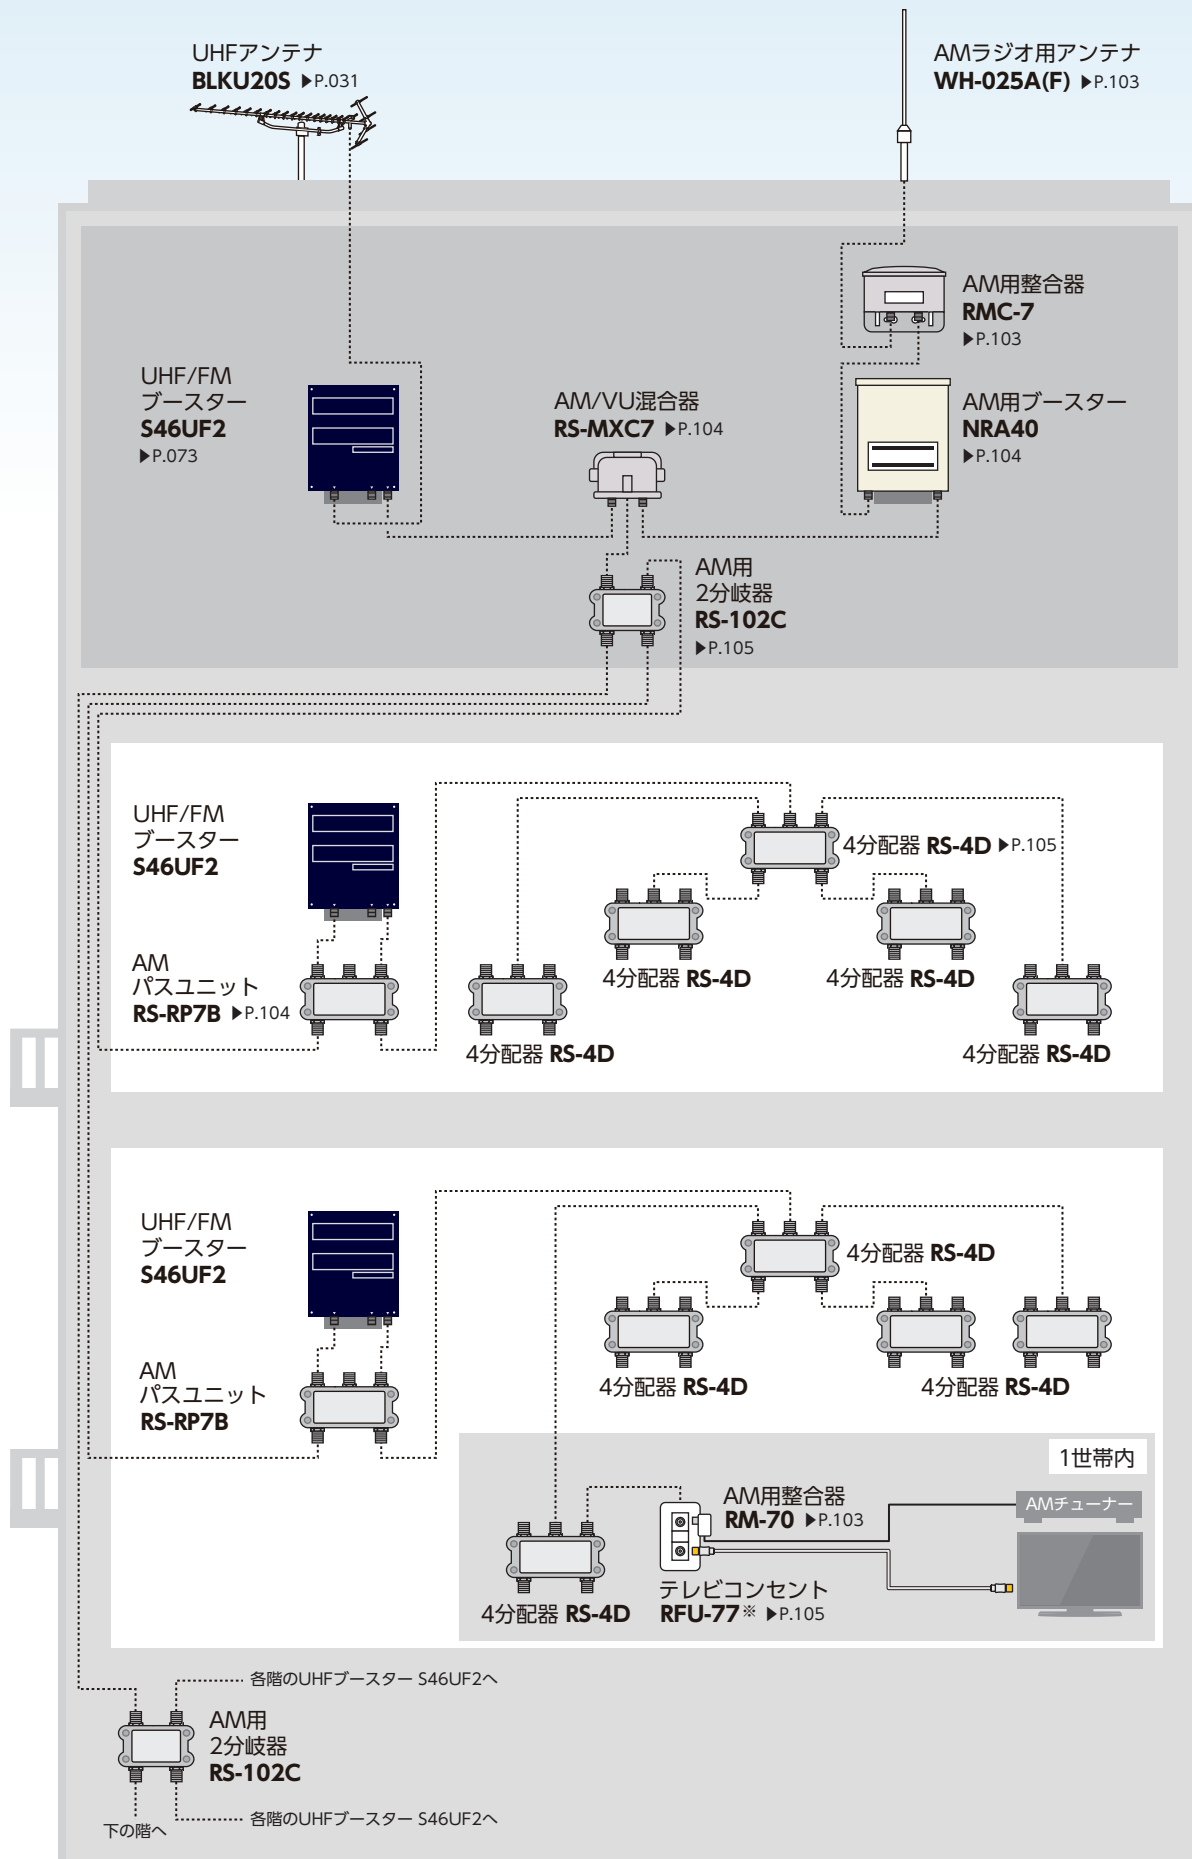 UHFアンテナ
BLKU20S ▶P.031
AMラジオ用アンテナ
WH-025A(F) ▶P.103
AM用整合器
RMC-7
▶P.103
UHF/FM
ブースター
S46UF2
▶P.073
AM/VU混合器
RS-MXC7 ▶P.104
AM用ブースター
NRA40
▶P.104
AM用
2分岐器
RS-102C
▶P.105
UHF/FM
ブースター
S46UF2
4分配器 RS-4D ▶P.105
AM
パスユニット
RS-RP7B ▶P.104
4分配器 RS-4D
4分配器 RS-4D
4分配器 RS-4D
4分配器 RS-4D
UHF/FM
ブースター
S46UF2
4分配器 RS-4D
AM
パスユニット
RS-RP7B
4分配器 RS-4D
4分配器 RS-4D
1世帯内
AM用整合器
RM-70 ▶P.103
AMチューナー
4分配器 RS-4D
テレビコンセント
RFU-77※ ▶P.105
各階のUHFブースター S46UF2へ
AM用
2分岐器
RS-102C
各階のUHFブースター S46UF2へ
下の階へ